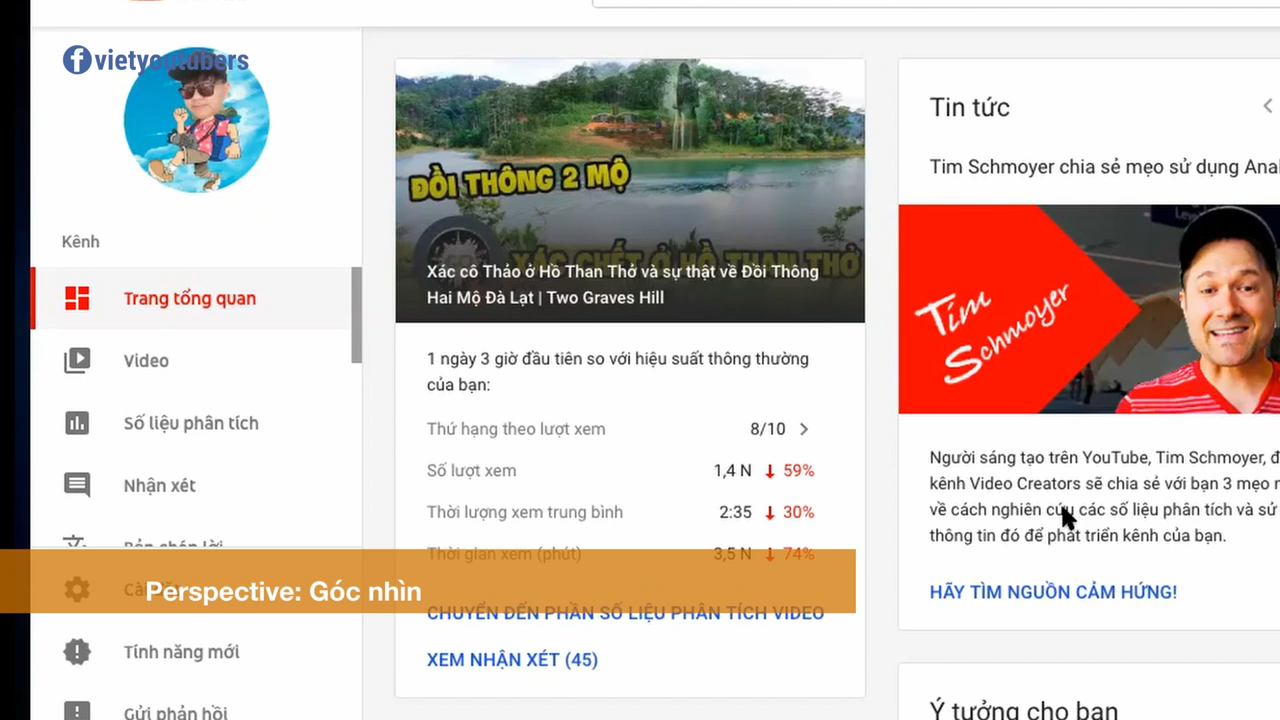 vietyoutubers
Kênh
Trang tổng quan
Video
Số liệu phân tích
Nhận xét
Bản chép lời
Tính năng mới
Gửi phản hồi
Perspective: Góc nhìn
ĐỒI THÔNG 2 MỘ
XÁC CHẾT Ở HỒ THAN THỞ
Xác cô Thảo ở Hồ Than Thở và sự thật về Đồi Thông
Hai Mộ Đà Lạt | Two Graves Hill
1 ngày 3 giờ đầu tiên so với hiệu suất thông thường
của bạn:
Thứ hạng theo lượt xem 8/10
Số lượt xem 1,4 N 59%
Thời lượng xem trung bình 2:35 30%
Thời gian xem (phút) 3,5 N 74%
CHUYỂN ĐẾN PHẦN SỐ LIỆU PHÂN TÍCH VIDEO
XEM NHẬN XÉT (45)
Tin tức
Tim Schmoyer chia sẻ mẹo sử dụng Anal
Tim
Schmoyer
Người sáng tạo trên YouTube, Tim Schmoyer, đ
kênh Video Creators sẽ chia sẻ với bạn 3 mẹo
về cách nghiên cứu các số liệu phân tích và sử
thông tin đó để phát triển kênh của bạn.
HÃY TÌM NGUỒN CẢM HỨNG!
Ý tưởng cho bạn